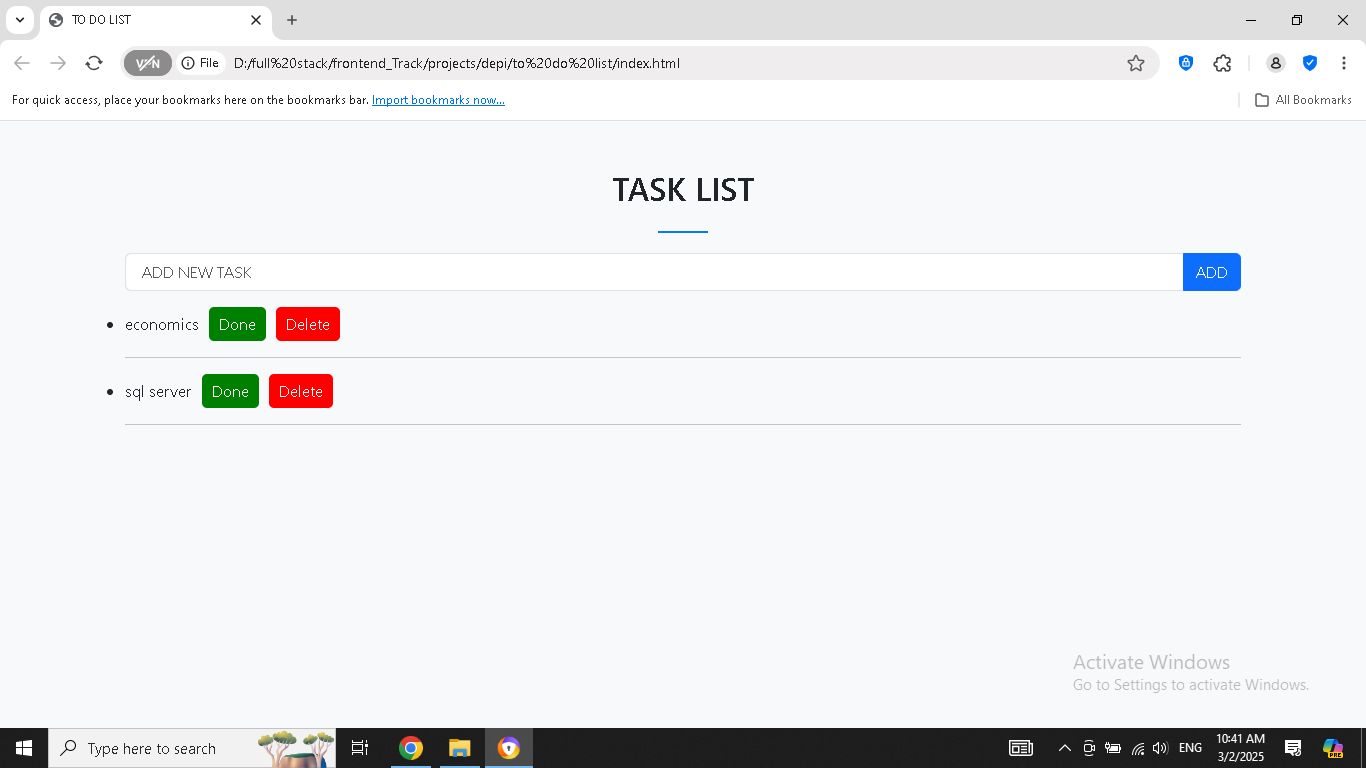 TO DO LIST
VPN
File
D:/full%20stack/frontend_Track/projects/depi/to%20do%20list/index.html
For quick access, place your bookmarks here on the bookmarks bar. Import bookmarks now...
All Bookmarks
TASK LIST
ADD NEW TASK
ADD
economics Done Delete
sql server Done Delete
Activate Windows
Go to Settings to activate Windows.
Type here to search
ENG
10:41 AM
3/2/2025
PRE